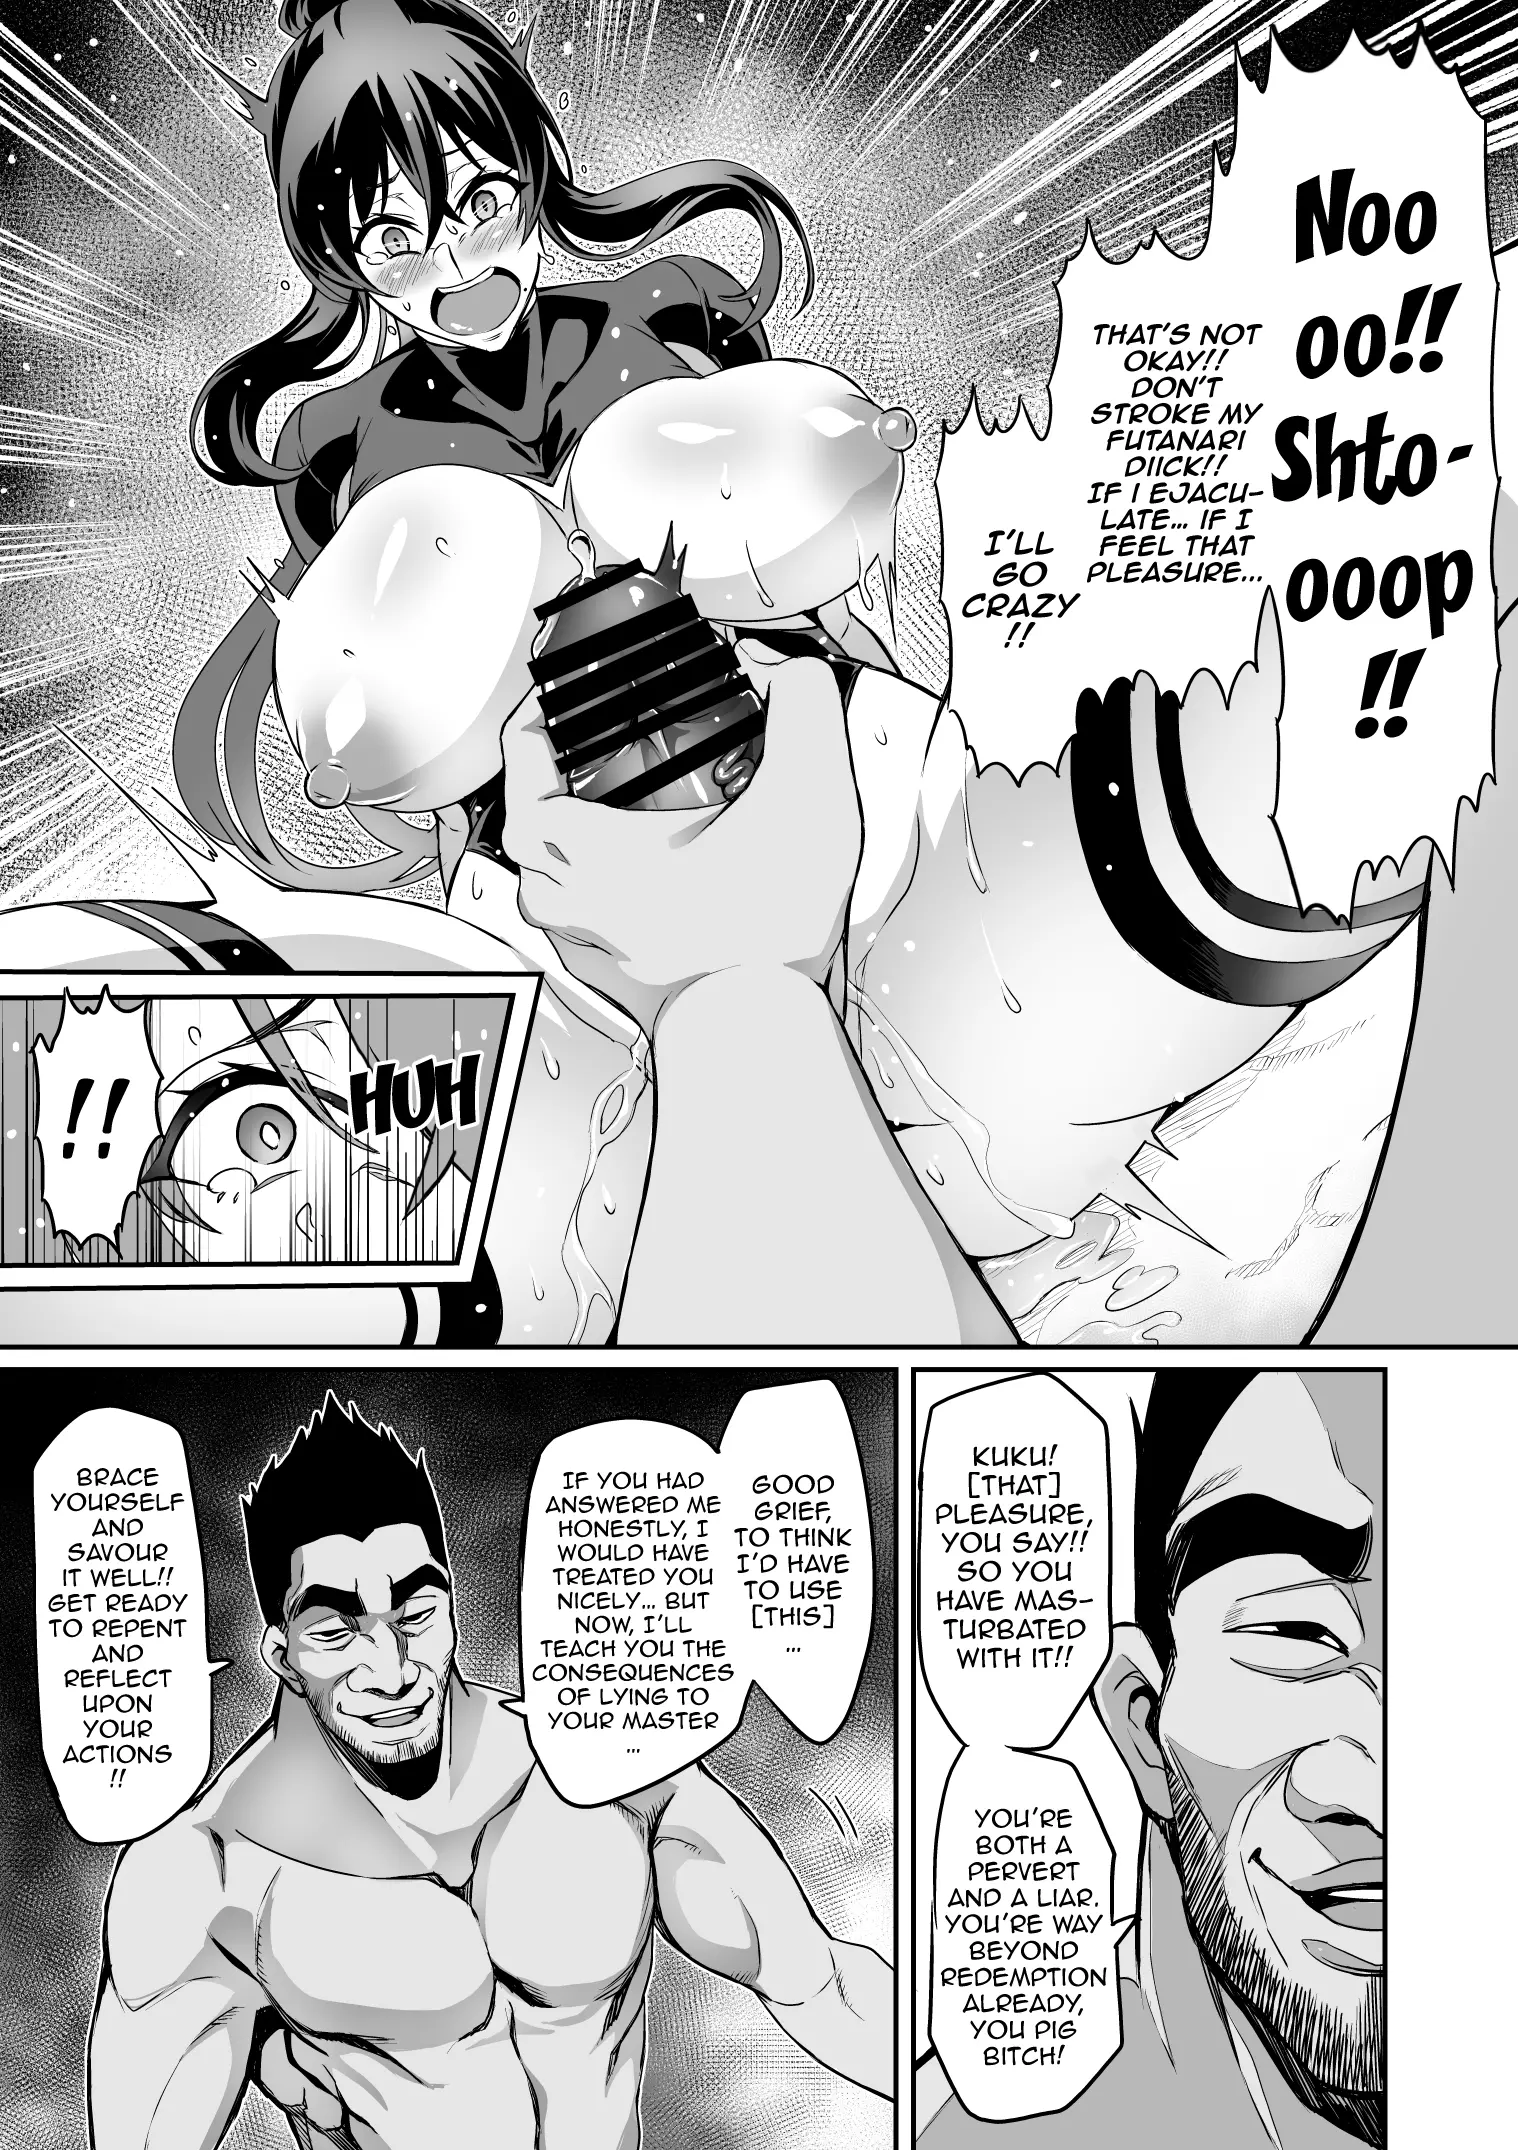 Noo
oo!!
Shto-
ooop
!!
THAT'S NOT
OKAY!!
DON'T
STROKE MY
FUTANARI
DIICK!!
IF I EJACU-
LATE... IF I
FEEL THAT
PLEASURE...
I'LL
GO
CRAZY
!!
HUH
!!
KUKU!
[THAT]
PLEASURE,
YOU SAY!!
SO YOU
HAVE MAS-
TURBATED
WITH IT!!
YOU'RE
BOTH A
PERVERT
AND A LIAR.
YOU'RE WAY
BEYOND
REDEMPTION
ALREADY,
YOU PIG
BITCH!
GOOD
GRIEF,
TO THINK
I'D HAVE
TO USE
[THIS]
...
IF YOU HAD
ANSWERED ME
HONESTLY, I
WOULD HAVE
TREATED YOU
NICELY... BUT
NOW, I'LL
TEACH YOU THE
CONSEQUENCES
OF LYING TO
YOUR MASTER
...
BRACE
YOURSELF
AND
SAVOUR
IT WELL!!
GET READY
TO REPENT
AND
REFLECT
UPON
YOUR
ACTIONS
!!